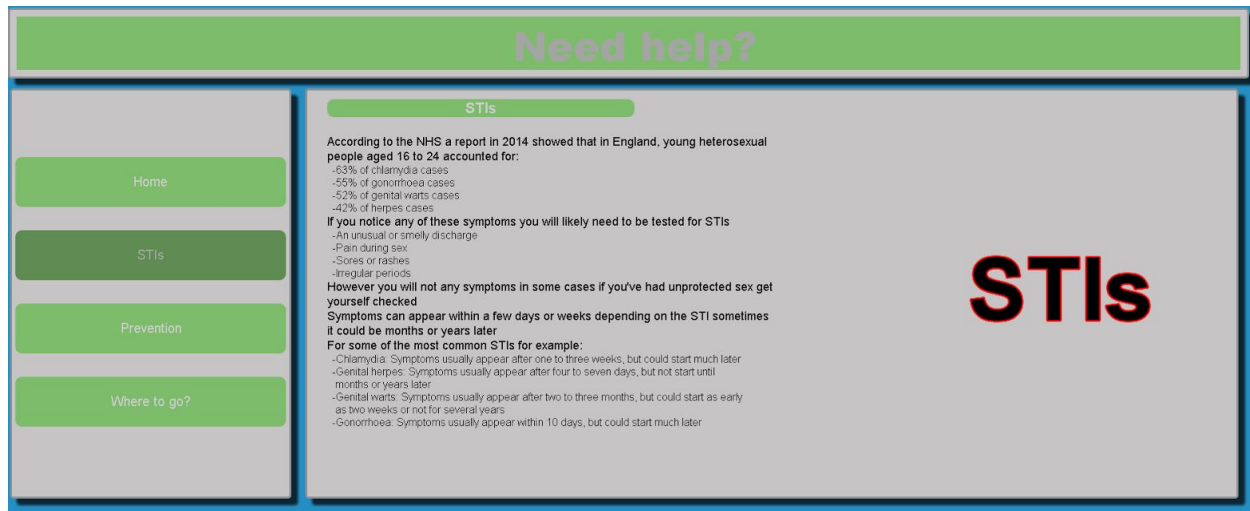 Need help?
Home
STIs
Prevention
Where to go?
STIs
According to the NHS a report in 2014 showed that in England, young heterosexual
people aged 16 to 24 accounted for:
-63% of chlamydia cases
-55% of gonorrhoea cases
-52% of genital warts cases
-42% of herpes cases
If you notice any of these symptoms you will likely need to be tested for STIs
-An unusual or smelly discharge
-Pain during sex
-Sores or rashes
-Irregular periods
However you will not any symptoms in some cases if you've had unprotected sex get
yourself checked
Symptoms can appear within a few days or weeks depending on the STI sometimes
it could be months or years later
For some of the most common STIs for example:
-Chlamydia: Symptoms usually appear after one to three weeks, but could start much later
-Genital herpes: Symptoms usually appear after four to seven days, but not start until
months or years later
-Genital warts: Symptoms usually appear after two to three months, but could start as early
as two weeks or not for several years
-Gonorrhoea: Symptoms usually appear within 10 days, but could start much later
STIs